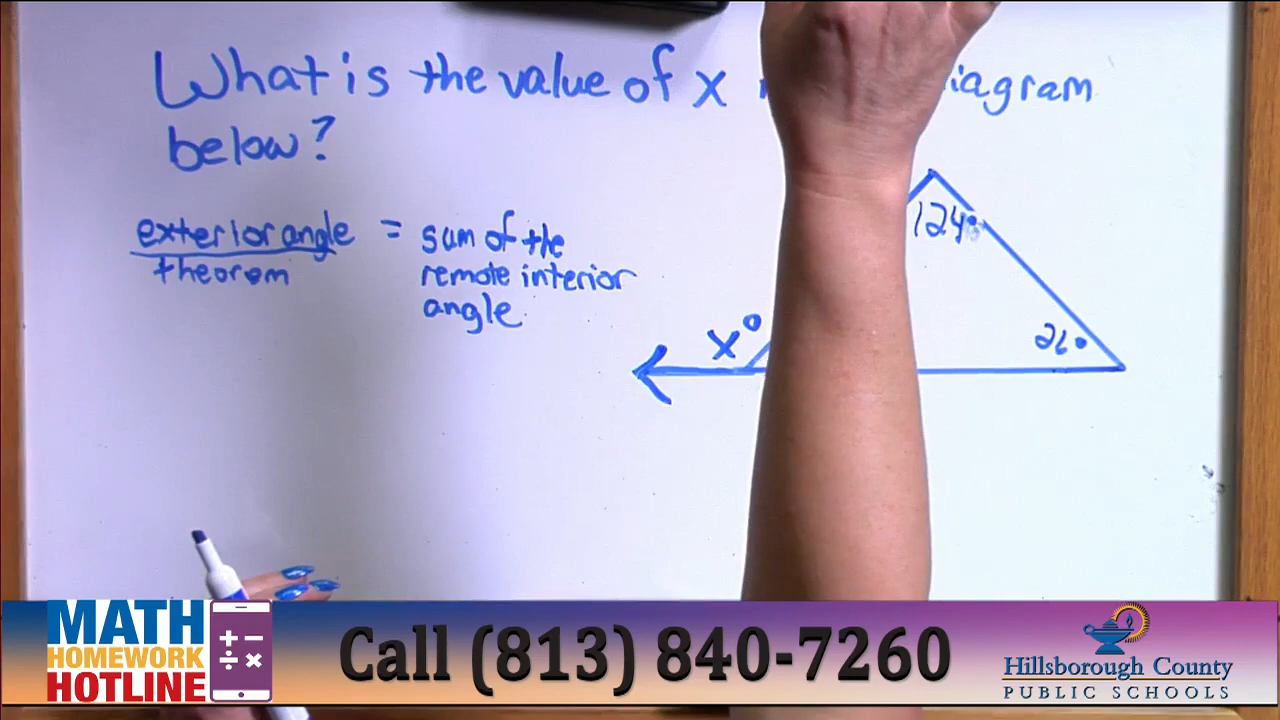 What is the value of x iagram
below?
exterior angle = sum of the
theorem remote interior
angle
124°
x°
26°
MATH
HOMEWORK
HOTLINE
+ −
÷ ×
Call (813) 840-7260
Hillsborough County
PUBLIC SCHOOLS